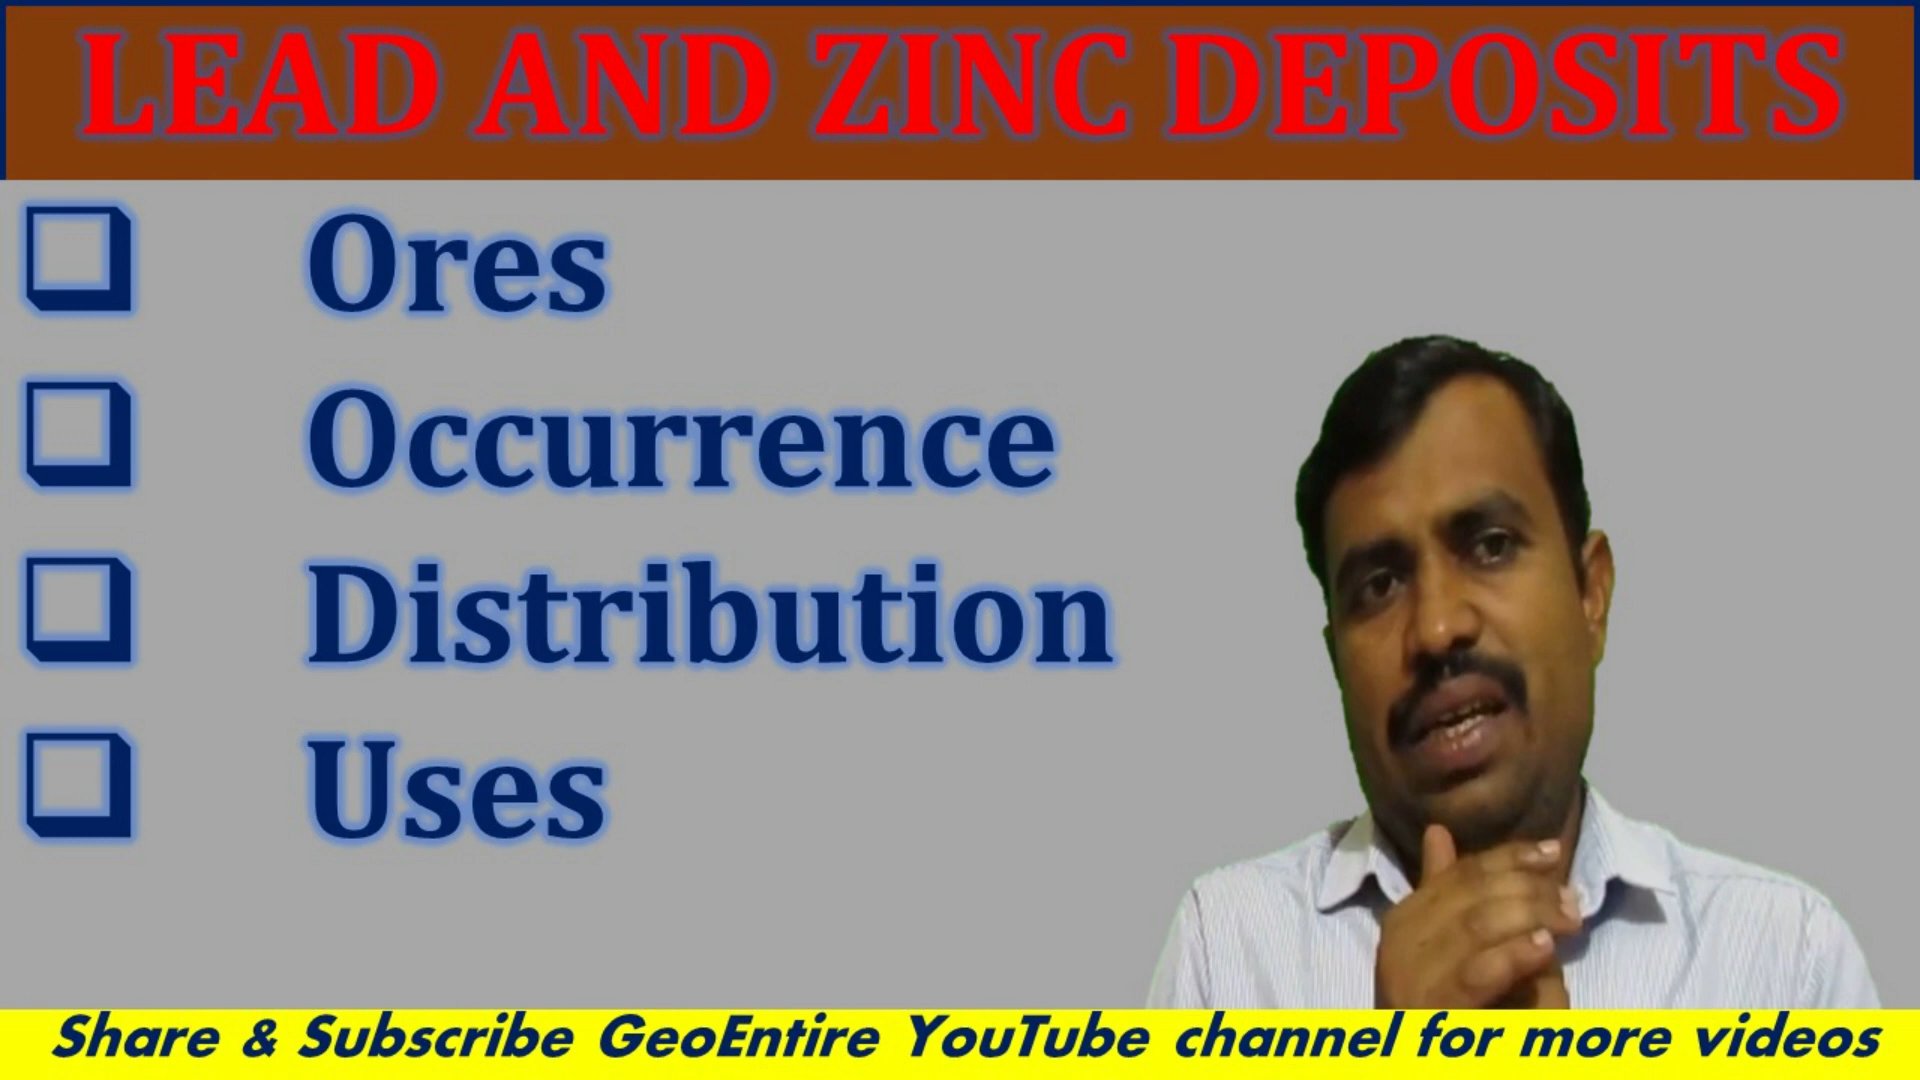 LEAD AND ZINC DEPOSITS
Ores
Occurrence
Distribution
Uses
Share & Subscribe GeoEntire YouTube channel for more videos